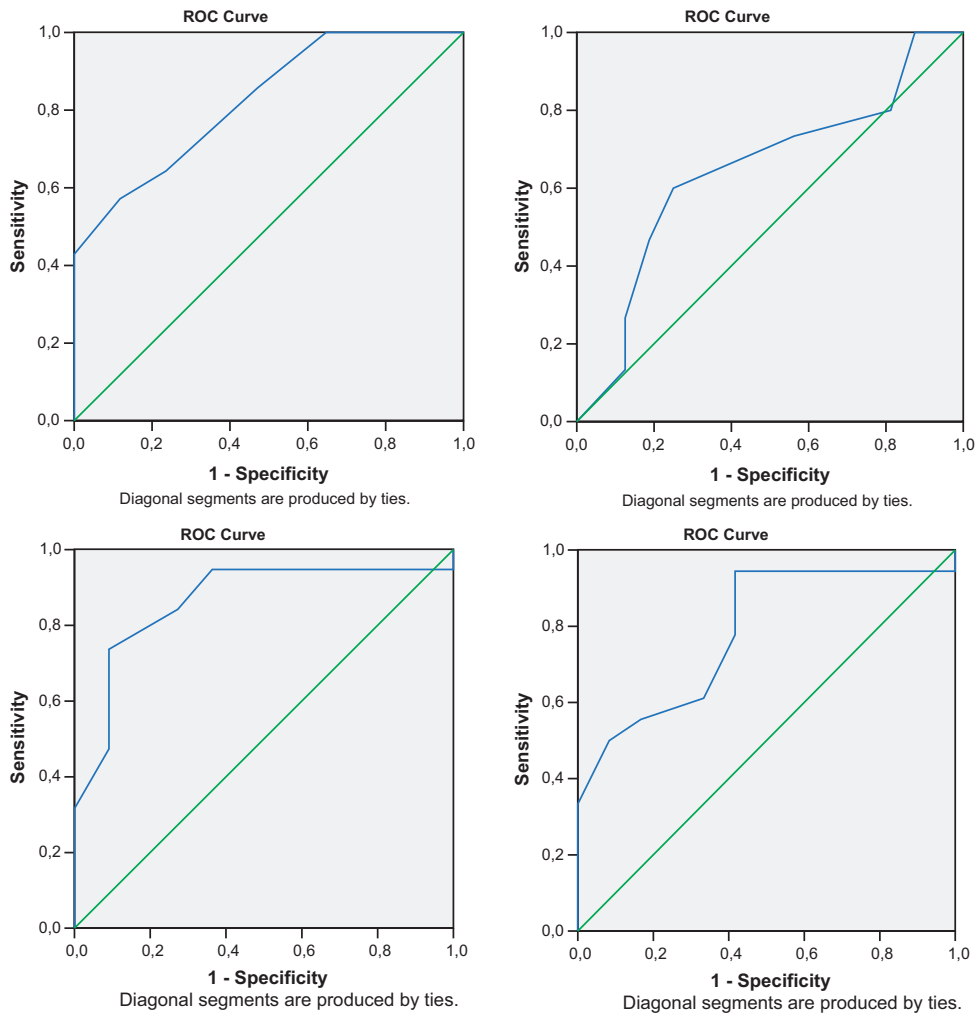 ROC Curve
1,0
0,8
0,6
0,4
0,2
0,0
Sensitivity
0,0 0,2 0,4 0,6 0,8 1,0
1 - Specificity
Diagonal segments are produced by ties.
ROC Curve
1,0
0,8
0,6
0,4
0,2
0,0
Sensitivity
0,0 0,2 0,4 0,6 0,8 1,0
1 - Specificity
Diagonal segments are produced by ties.
ROC Curve
1,0
0,8
0,6
0,4
0,2
0,0
Sensitivity
0,0 0,2 0,4 0,6 0,8 1,0
1 - Specificity
Diagonal segments are produced by ties.
ROC Curve
1,0
0,8
0,6
0,4
0,2
0,0
Sensitivity
0,0 0,2 0,4 0,6 0,8 1,0
1 - Specificity
Diagonal segments are produced by ties.